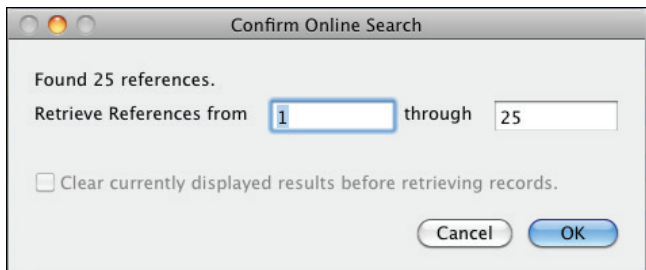 Confirm Online Search
Found 25 references.
Retrieve References from 1 through 25
Clear currently displayed results before retrieving records.
Cancel OK